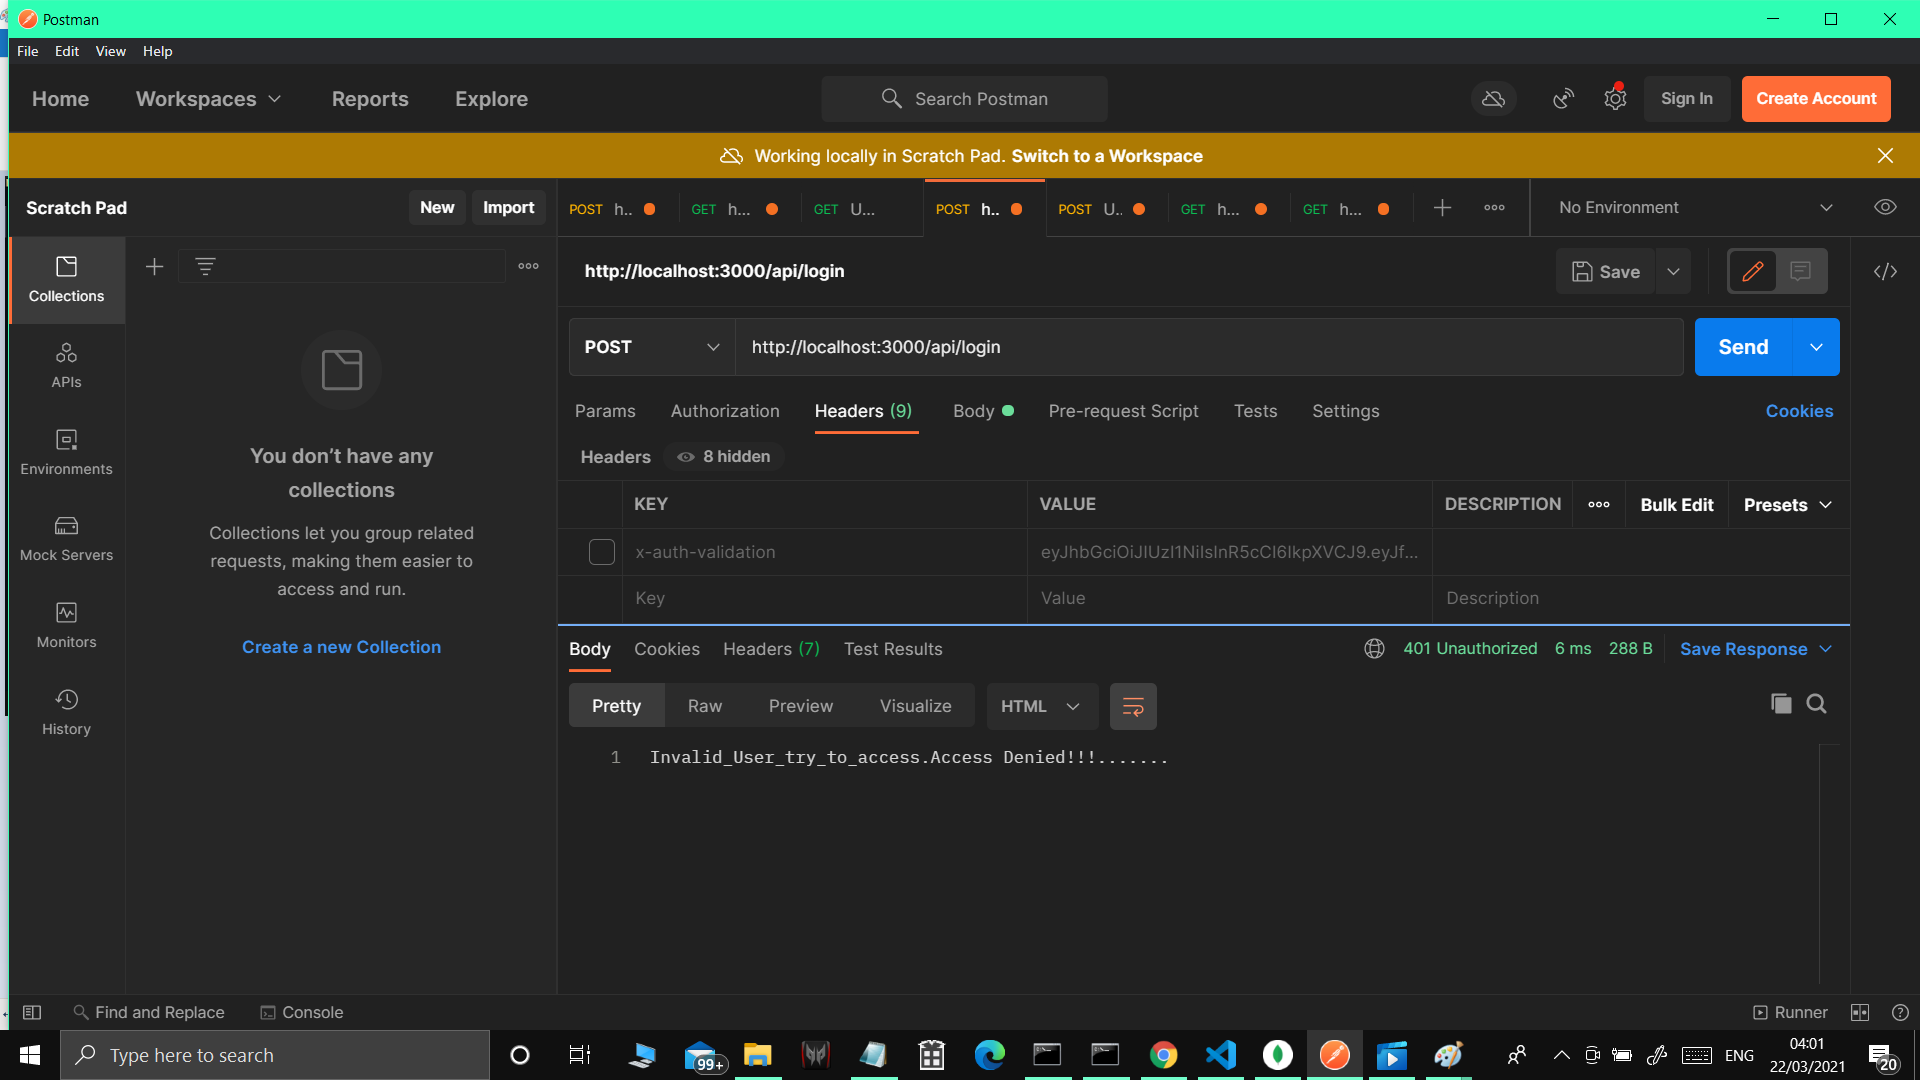 Postman
File Edit View Help
Home Workspaces Reports Explore Search Postman Sign In Create Account
Working locally in Scratch Pad. Switch to a Workspace
Scratch Pad New Import
POST h.. GET h... GET U... POST h.. POST U.. GET h... GET h... No Environment
Collections
APIs
Environments
Mock Servers
Monitors
History
You don’t have any
collections
Collections let you group related
requests, making them easier to
access and run.
Create a new Collection
http://localhost:3000/api/login Save
POST http://localhost:3000/api/login Send
Params Authorization Headers (9) Body Pre-request Script Tests Settings Cookies
Headers 8 hidden
KEY VALUE DESCRIPTION Bulk Edit Presets
x-auth-validation eyJhbGciOiJIUzI1NiIsInR5cCI6IkpXVCJ9.eyJf...
Key Value Description
Body Cookies Headers (7) Test Results 401 Unauthorized 6 ms 288 B Save Response
Pretty Raw Preview Visualize HTML
1 Invalid_User_try_to_access.Access Denied!!!.......
Find and Replace Console Runner
Type here to search 99+ ENG 04:01
22/03/2021 20